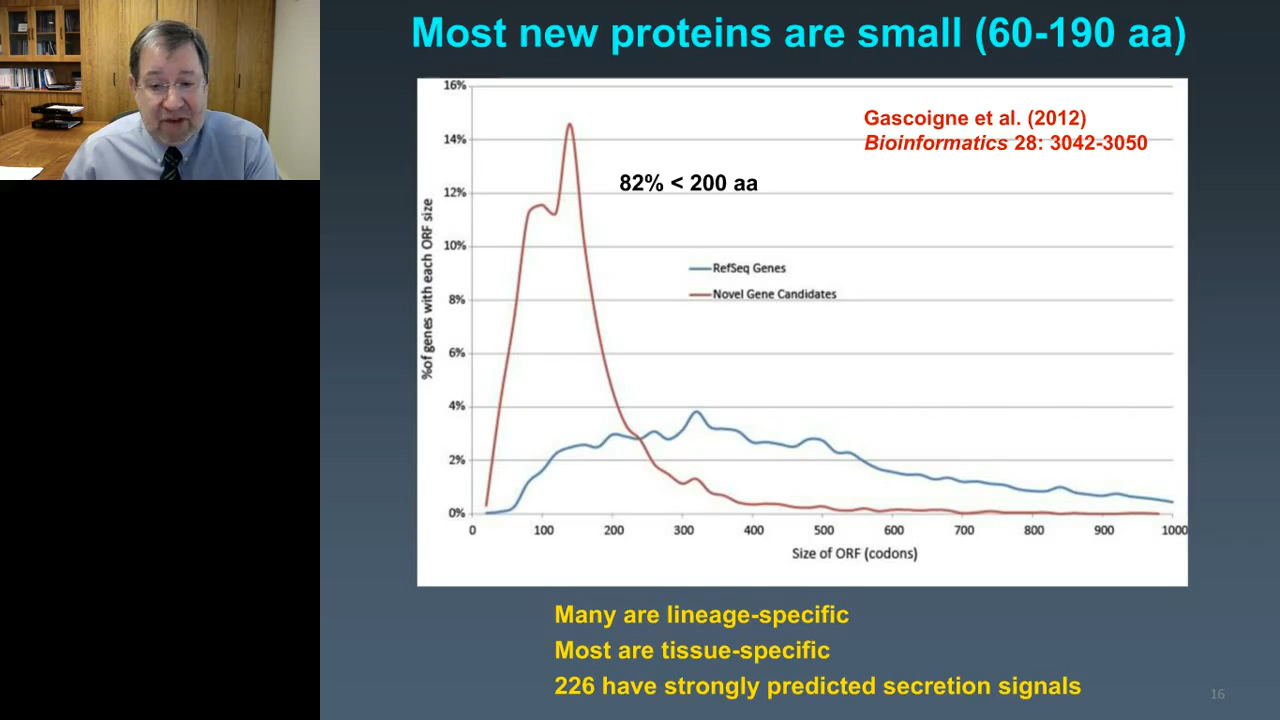 Most new proteins are small (60-190 aa)
16%
14%
12%
10%
8%
6%
4%
2%
0%
%of genes with each ORF size
Gascoigne et al. (2012)
Bioinformatics 28: 3042-3050
82% < 200 aa
RefSeq Genes
Novel Gene Candidates
0 100 200 300 400 500 600 700 800 900 1000
Size of ORF (codons)
Many are lineage-specific
Most are tissue-specific
226 have strongly predicted secretion signals
16